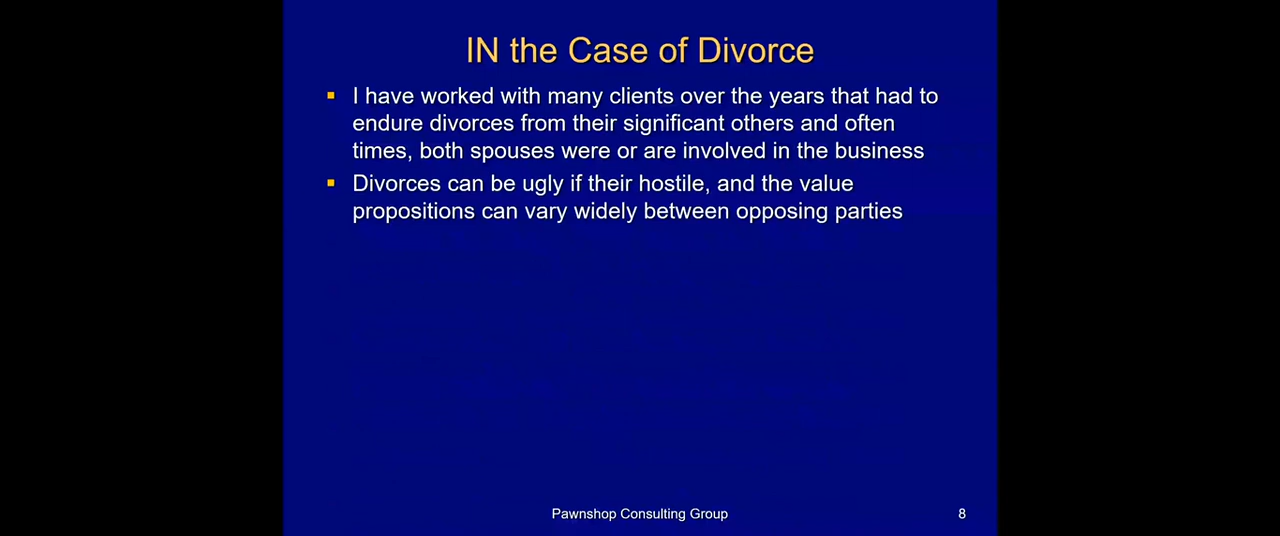 IN the Case of Divorce
I have worked with many clients over the years that had to
endure divorces from their significant others and often
times, both spouses were or are involved in the business
Divorces can be ugly if their hostile, and the value
propositions can vary widely between opposing parties
Pawnshop Consulting Group
8